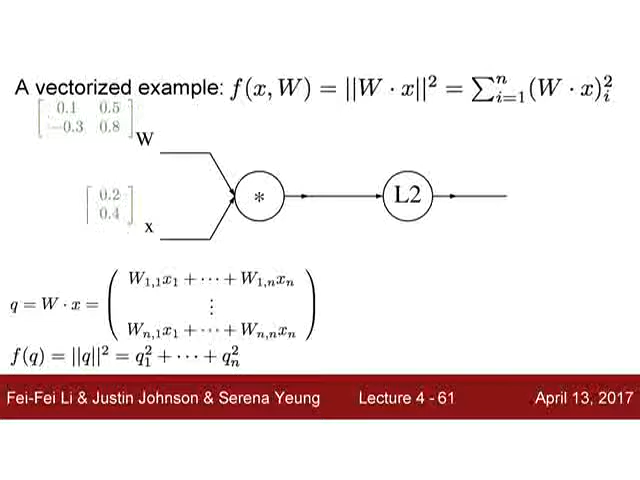 A vectorized example: f(x, W) = ||W · x||² = ∑ⁿᵢ₌₁(W · x)ᵢ²
[0.1 0.5
−0.3 0.8] W
* L2
[0.2
0.4] x
q = W · x = ( W₁,₁x₁ + ··· + W₁,ₙxₙ
⋮
Wₙ,₁x₁ + ··· + Wₙ,ₙxₙ )
f(q) = ||q||² = q₁² + ··· + qₙ²
Fei-Fei Li & Justin Johnson & Serena Yeung Lecture 4 - 61 April 13, 2017